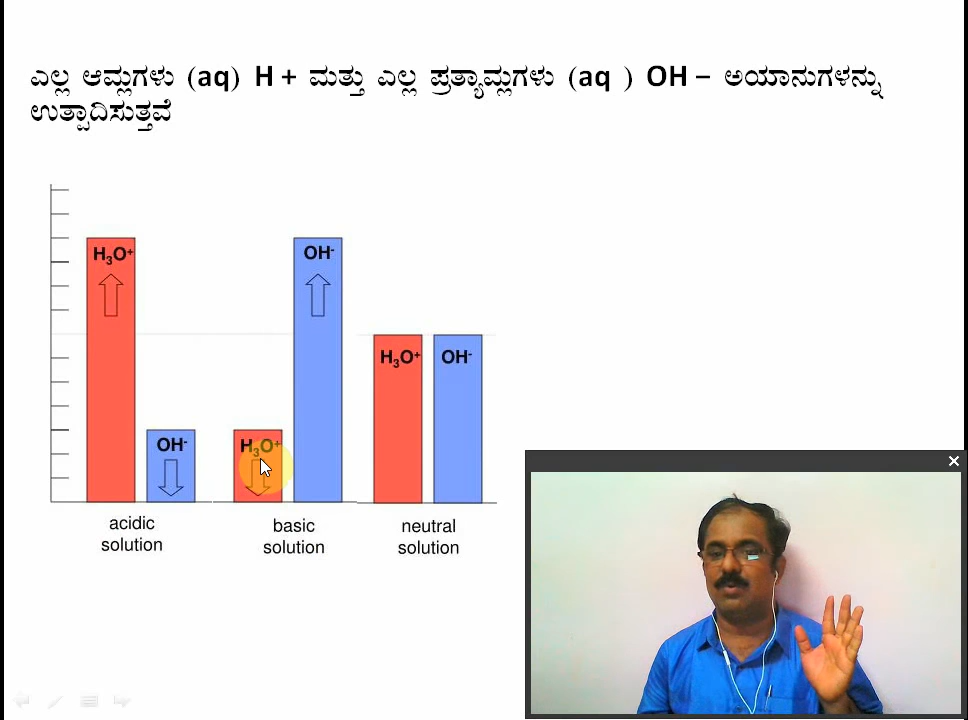 ಎಲ್ಲ ಆಮ್ಲಗಳು (aq) H + ಮತ್ತು ಎಲ್ಲ ಪ್ರತ್ಯಾಮ್ಲಗಳು (aq ) OH – ಅಯಾನುಗಳನ್ನು
ಉತ್ಪಾದಿಸುತ್ತವೆ
H₃O⁺
OH⁻
H₃O⁺
OH⁻
H₃O⁺
OH⁻
acidic
solution
basic
solution
neutral
solution